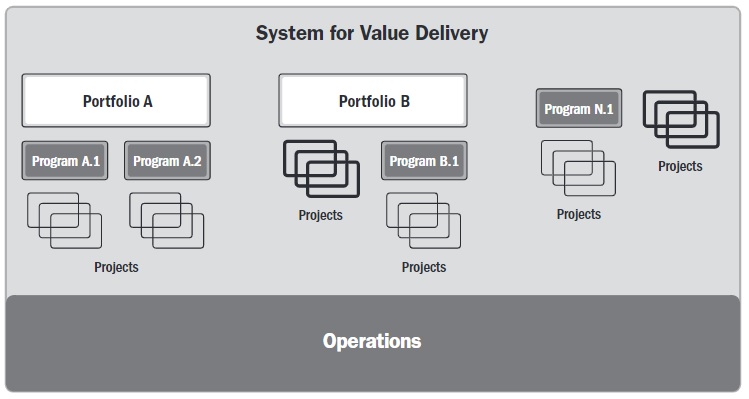 System for Value Delivery
Portfolio A
Portfolio B
Program N.1
Program A.1
Program A.2
Program B.1
Projects
Projects
Projects
Projects
Projects
Operations